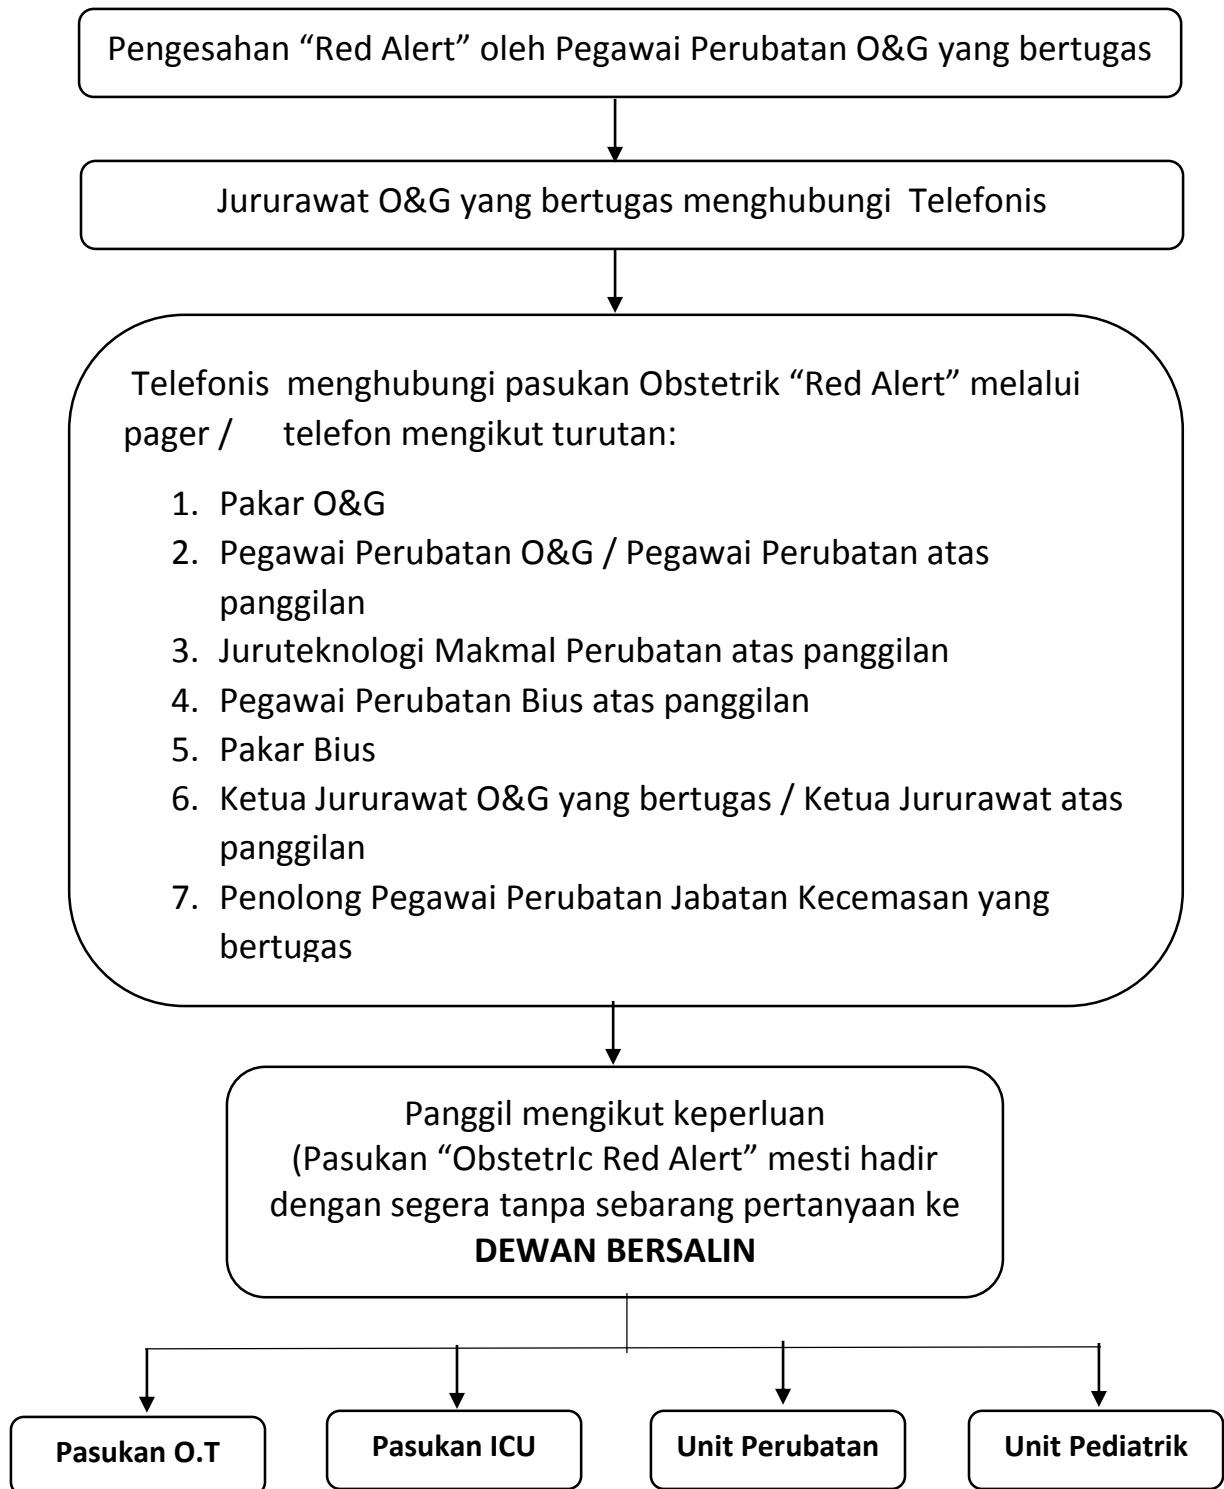 Pengesahan “Red Alert” oleh Pegawai Perubatan O&G yang bertugas
Jururawat O&G yang bertugas menghubungi Telefonis
Telefonis menghubungi pasukan Obstetrik “Red Alert” melalui
pager / telefon mengikut turutan:
1. Pakar O&G
2. Pegawai Perubatan O&G / Pegawai Perubatan atas
panggilan
3. Juruteknologi Makmal Perubatan atas panggilan
4. Pegawai Perubatan Bius atas panggilan
5. Pakar Bius
6. Ketua Jururawat O&G yang bertugas / Ketua Jururawat atas
panggilan
7. Penolong Pegawai Perubatan Jabatan Kecemasan yang
bertugas
Panggil mengikut keperluan
(Pasukan “ObstetrIc Red Alert” mesti hadir
dengan segera tanpa sebarang pertanyaan ke
DEWAN BERSALIN
Pasukan O.T
Pasukan ICU
Unit Perubatan
Unit Pediatrik